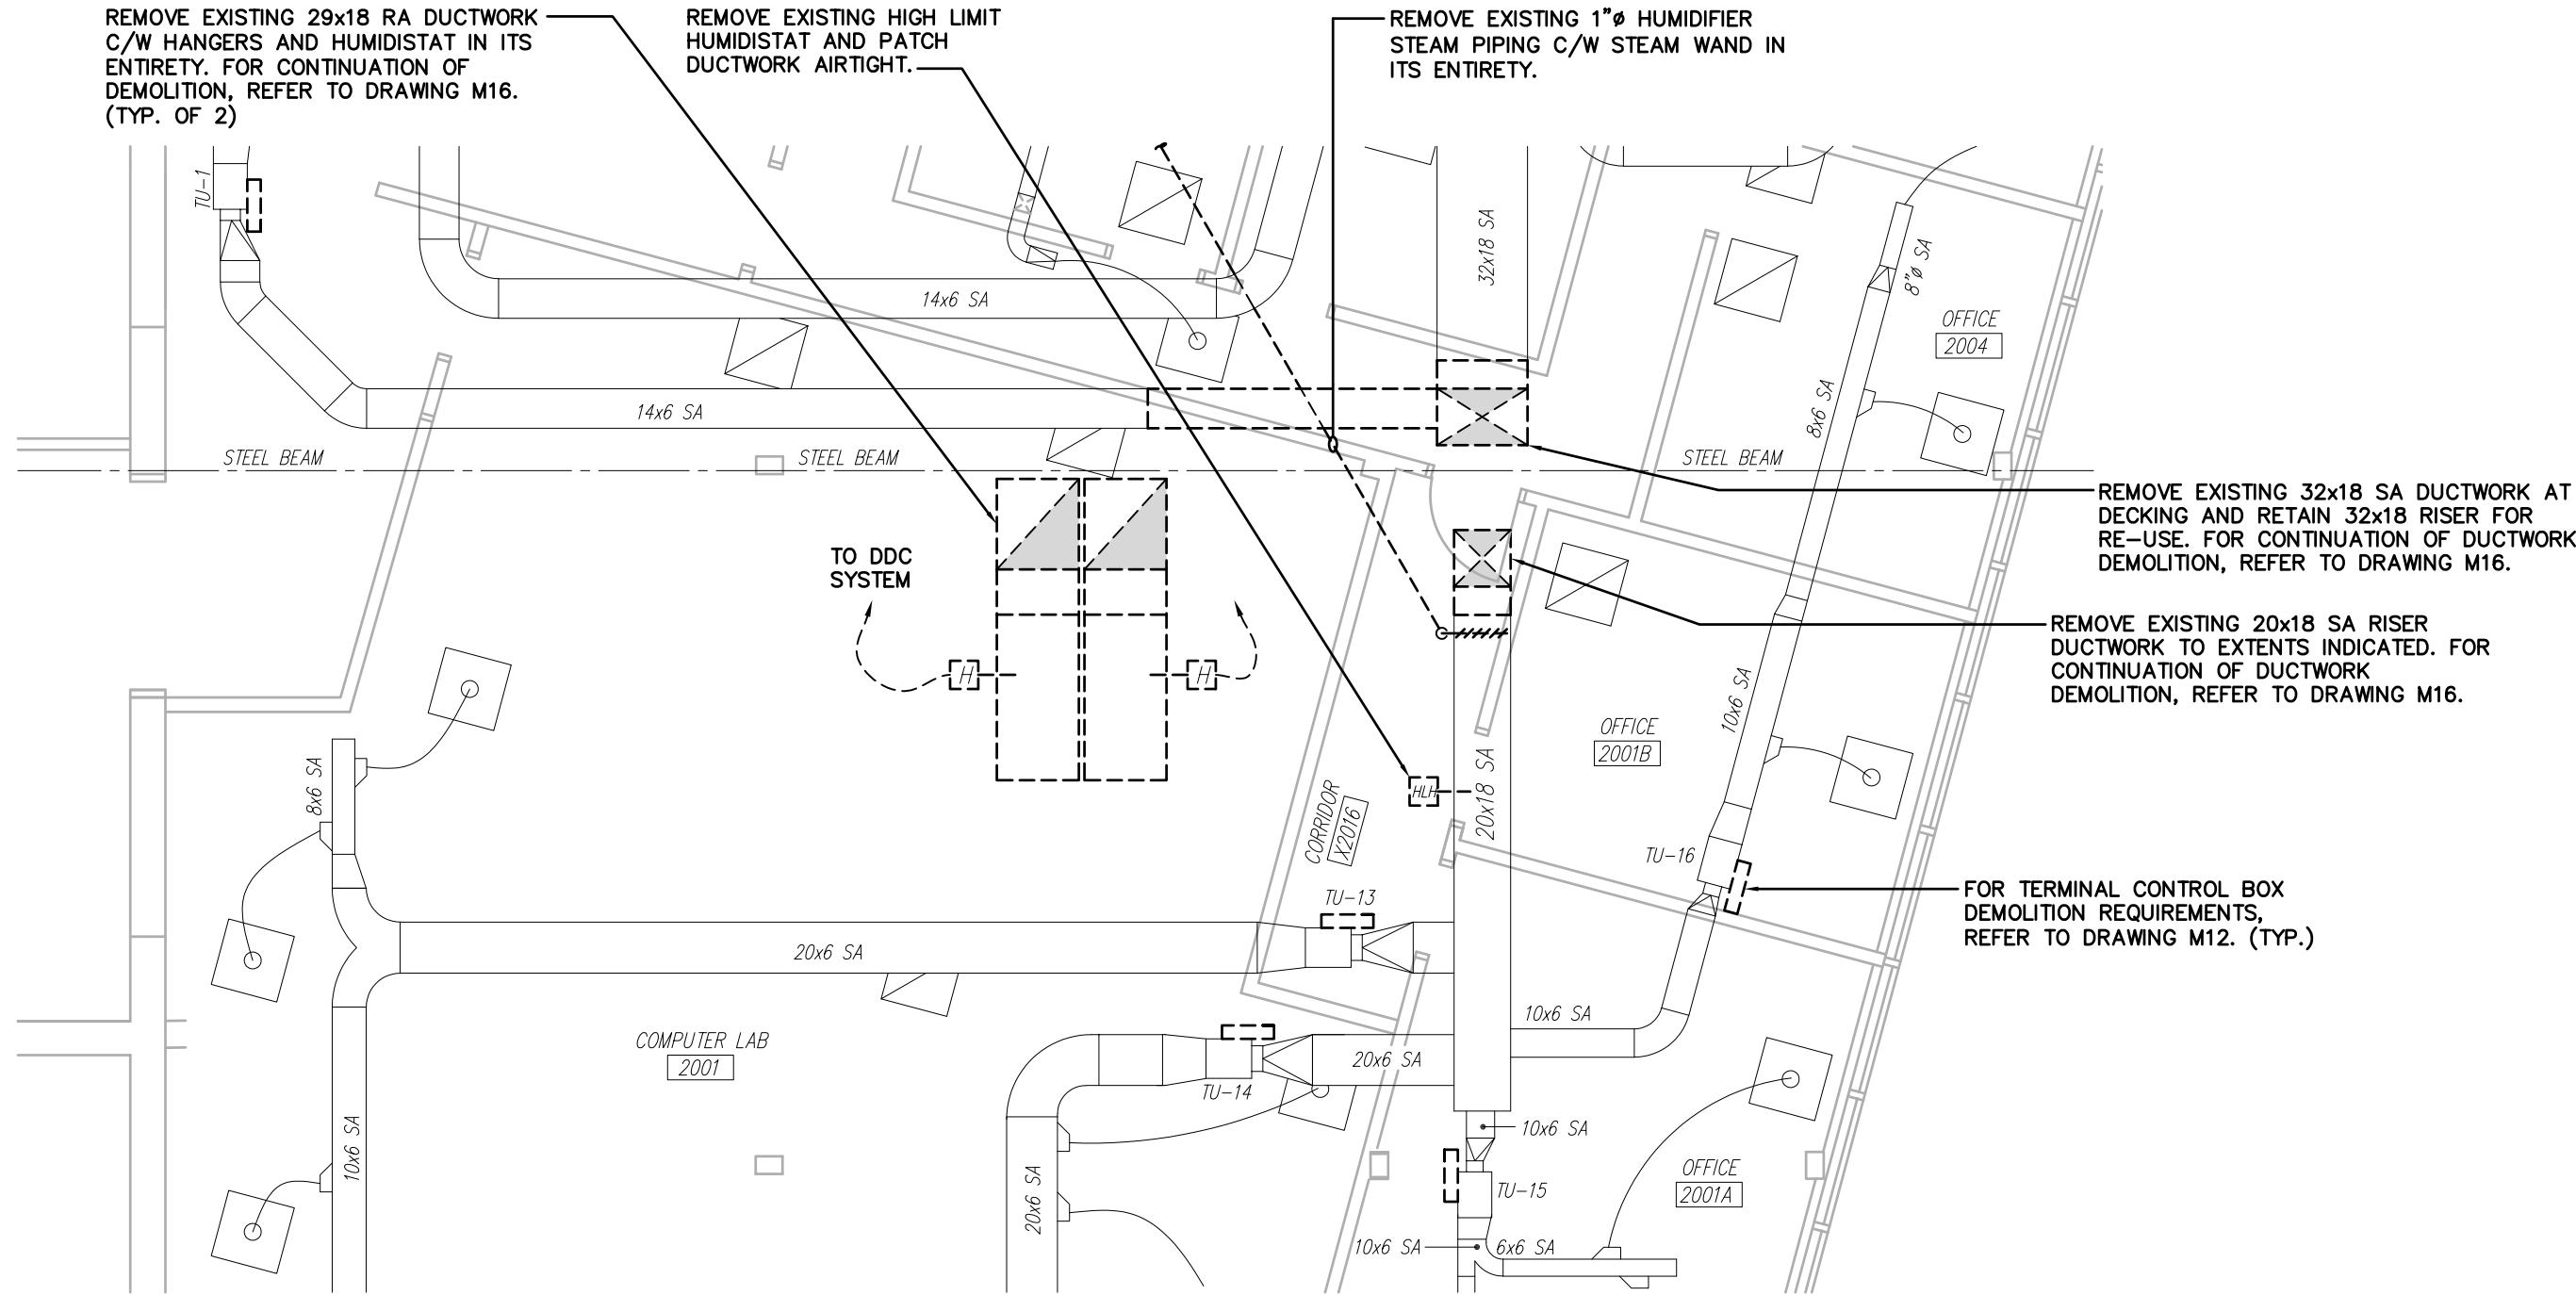 REMOVE EXISTING 29x18 RA DUCTWORK
C/W HANGERS AND HUMIDISTAT IN ITS
ENTIRETY. FOR CONTINUATION OF
DEMOLITION, REFER TO DRAWING M16.
(TYP. OF 2)
REMOVE EXISTING HIGH LIMIT
HUMIDISTAT AND PATCH
DUCTWORK AIRTIGHT.
REMOVE EXISTING 1"ø HUMIDIFIER
STEAM PIPING C/W STEAM WAND IN
ITS ENTIRETY.
TU-1
14x6 SA
32x18 SA
8"ø SA
OFFICE
2004
14x6 SA
8x6 SA
STEEL BEAM
STEEL BEAM
STEEL BEAM
REMOVE EXISTING 32x18 SA DUCTWORK AT
DECKING AND RETAIN 32x18 RISER FOR
RE-USE. FOR CONTINUATION OF DUCTWORK
DEMOLITION, REFER TO DRAWING M16.
TO DDC
SYSTEM
REMOVE EXISTING 20x18 SA RISER
DUCTWORK TO EXTENTS INDICATED. FOR
CONTINUATION OF DUCTWORK
DEMOLITION, REFER TO DRAWING M16.
H
H
10x6 SA
OFFICE
2001B
8x6 SA
HLH
20x18 SA
CORRIDOR
X2016
TU-16
TU-13
FOR TERMINAL CONTROL BOX
DEMOLITION REQUIREMENTS,
REFER TO DRAWING M12. (TYP.)
20x6 SA
10x6 SA
COMPUTER LAB
2001
20x6 SA
TU-14
10x6 SA
10x6 SA
20x6 SA
TU-15
OFFICE
2001A
10x6 SA
6x6 SA